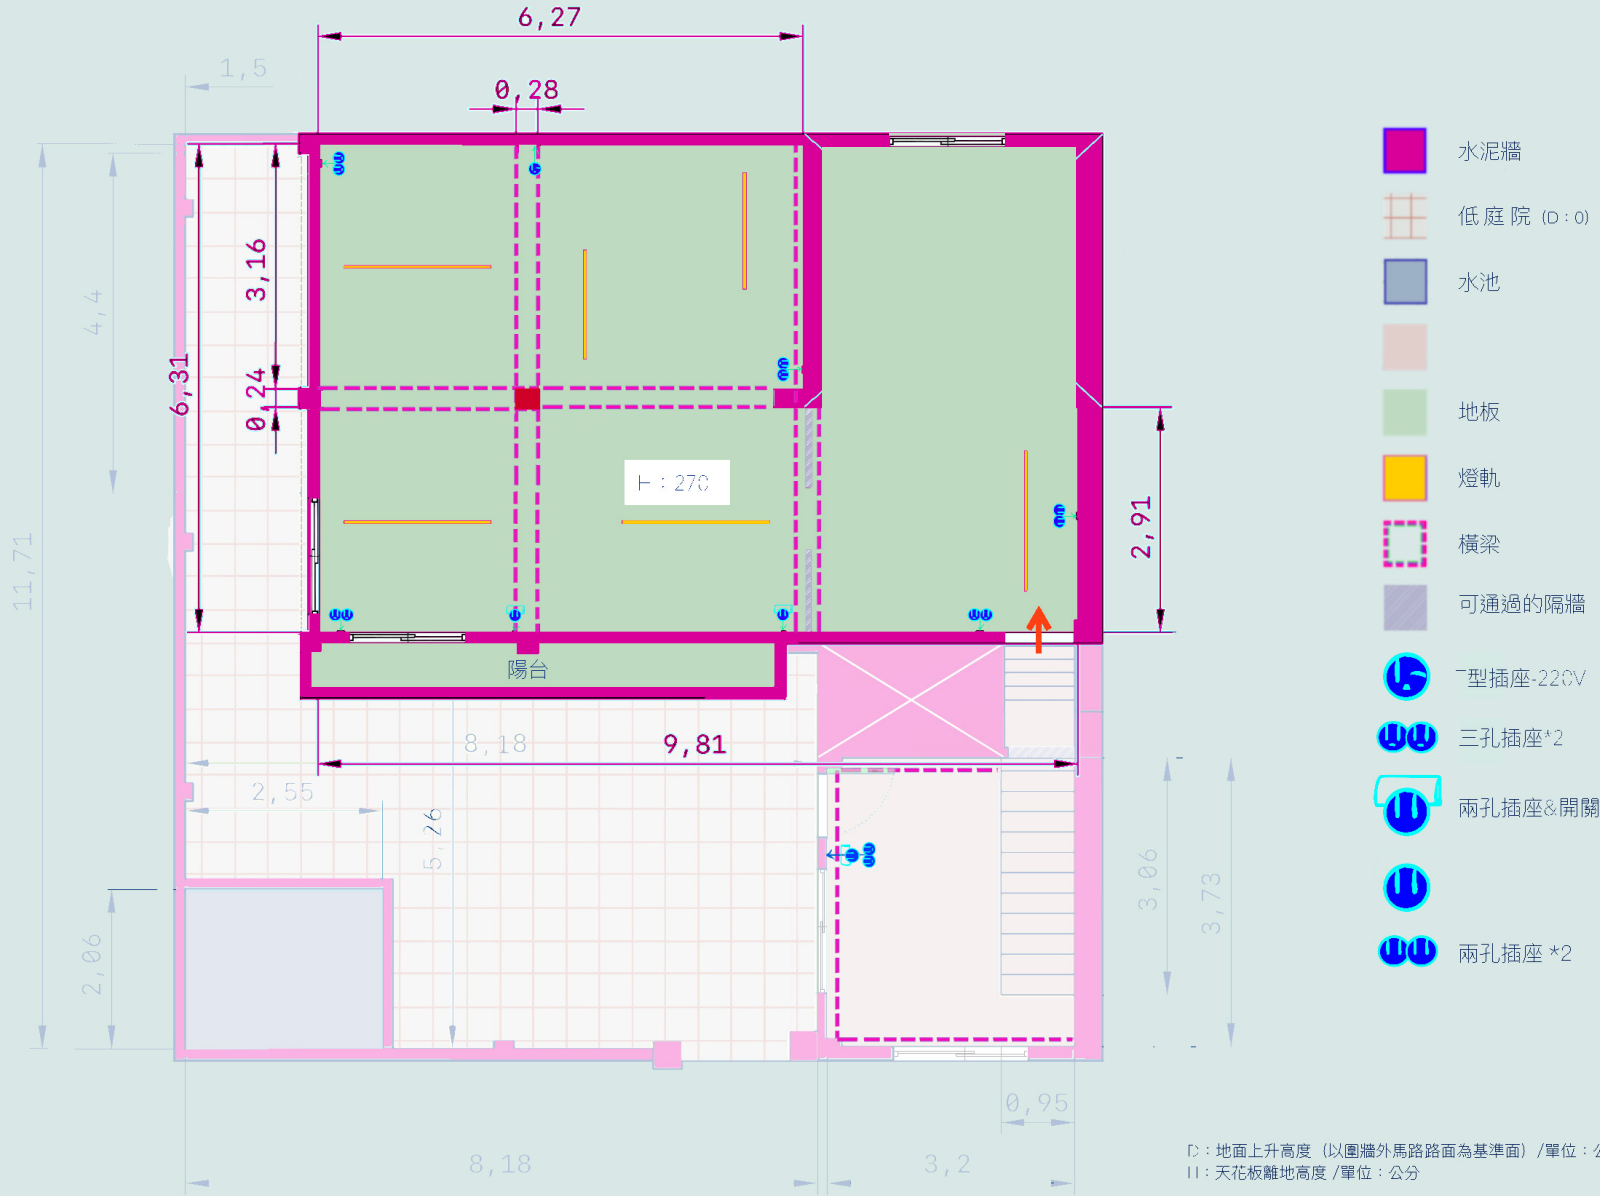 6,27
1,5
0,28
3,16
4,4
6,31
0,24
H：270
2,91
11,71
陽台
9,81
8,18
2,55
5,26
3,06
3,73
2,06
0,95
8,18
3,2
水泥牆
低庭院 (D：0)
水池
地板
燈軌
橫梁
可通過的隔牆
型插座-220V
三孔插座*2
兩孔插座&開關
兩孔插座 *2
D：地面上升高度（以圍牆外馬路路面為基準面）/單位：公
H：天花板離地高度 /單位：公分